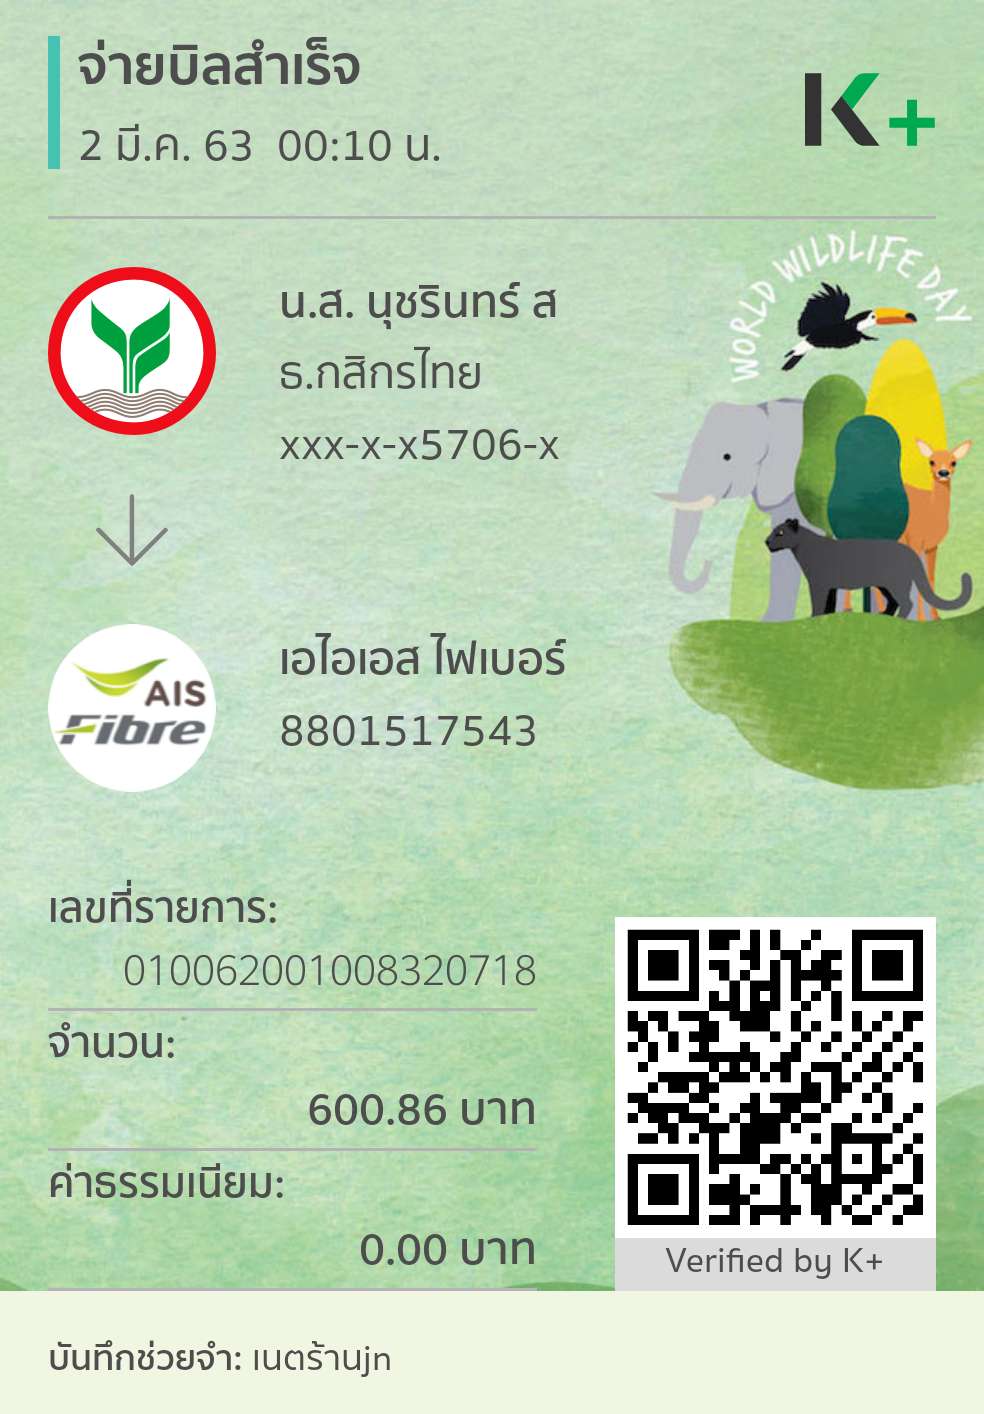 จ่ายบิลสำเร็จ
2 มี.ค. 63 00:10 น.
K+
WORLD WILDLIFE DAY
น.ส. นุชรินทร์ ส
ธ.กสิกรไทย
xxx-x-x5706-x
AIS
Fibre
เอไอเอส ไฟเบอร์
8801517543
เลขที่รายการ:
010062001008320718
จำนวน:
600.86 บาท
ค่าธรรมเนียม:
0.00 บาท
Verified by K+
บันทึกช่วยจำ: เนตร้านjn